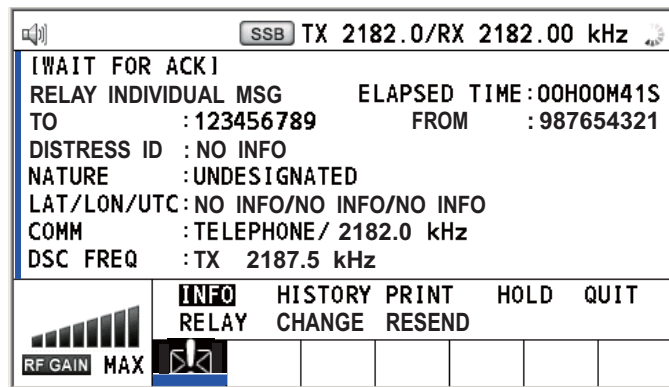 SSB TX 2182.0/RX 2182.00 kHz
[WAIT FOR ACK]
RELAY INDIVIDUAL MSG ELAPSED TIME:00H00M41S
TO :123456789 FROM :987654321
DISTRESS ID : NO INFO
NATURE :UNDESIGNATED
LAT/LON/UTC:NO INFO/NO INFO/NO INFO
COMM :TELEPHONE/ 2182.0 kHz
DSC FREQ :TX 2187.5 kHz
INFO HISTORY PRINT HOLD QUIT
RELAY CHANGE RESEND
RF GAIN MAX